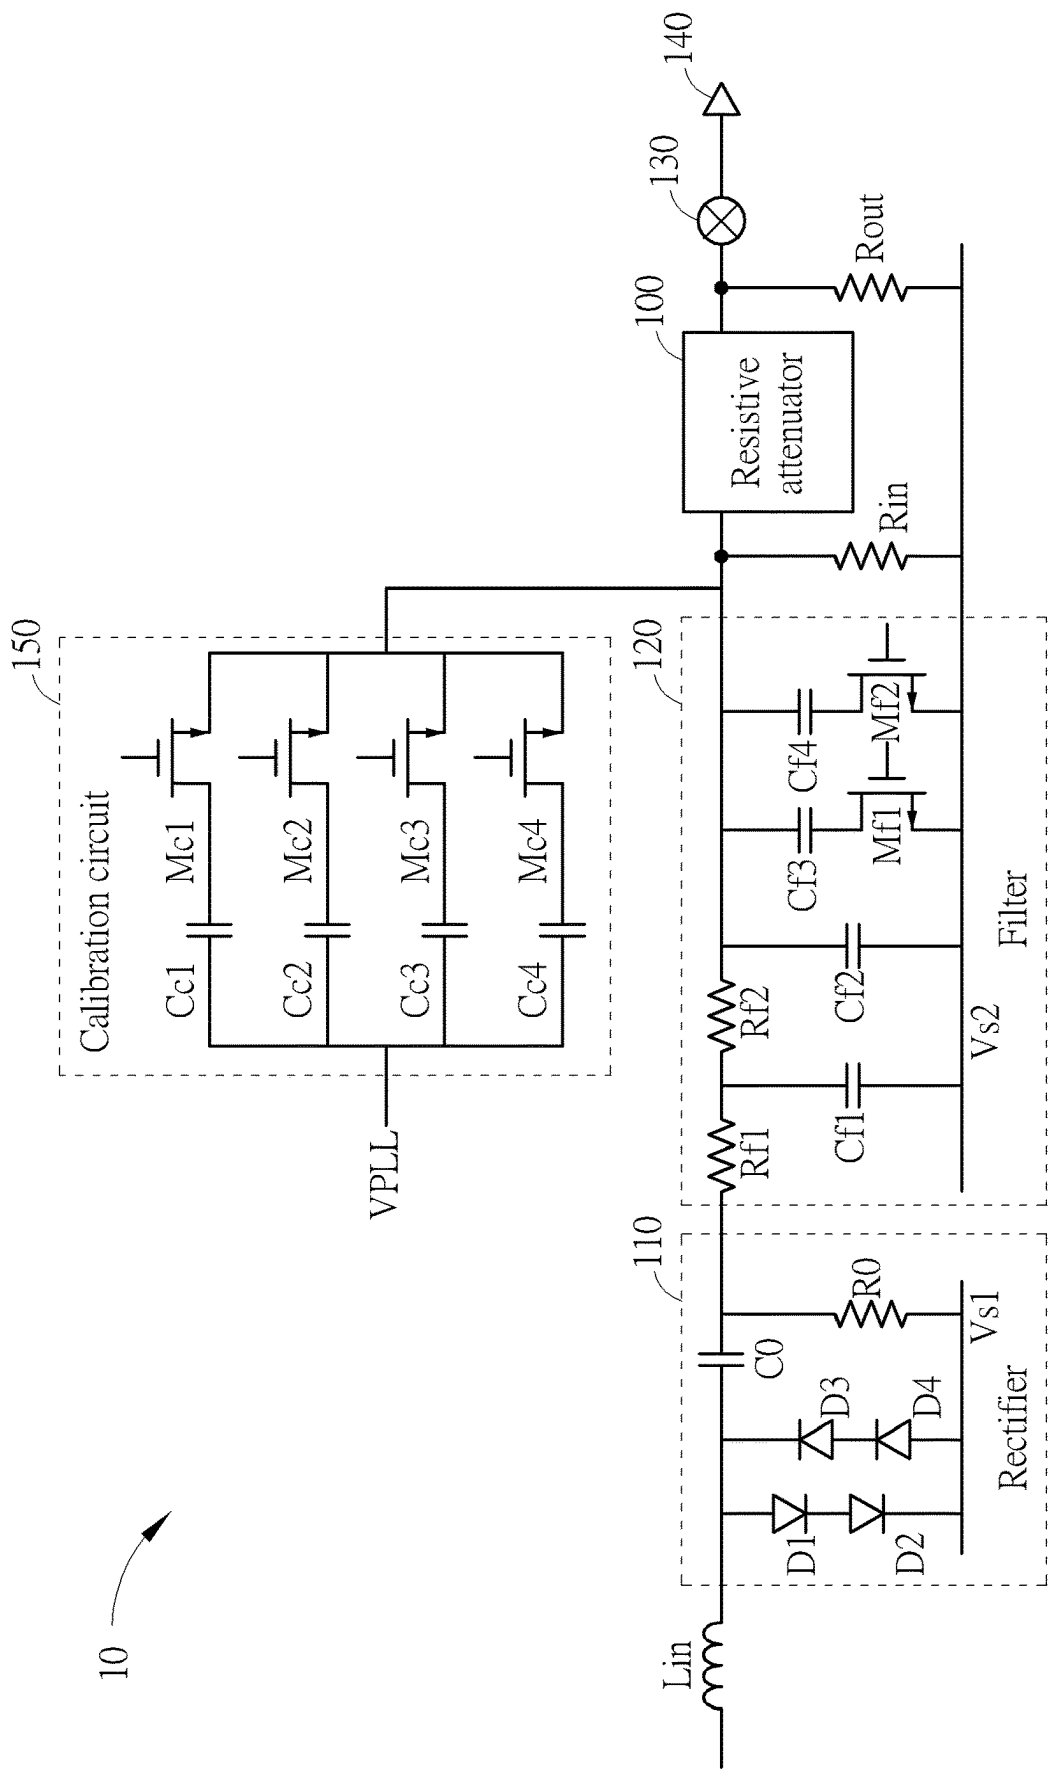 10
Calibration circuit
150
Cc1
Mc1
Cc2
Mc2
Cc3
Mc3
Cc4
Mc4
VPLL
Lin
110
D1
D2
D3
D4
C0
R0
Vs1
Rectifier
120
Rf1
Rf2
Cf1
Cf2
Cf3
Cf4
Mf1
Mf2
Vs2
Filter
Rin
100
Resistive
attenuator
Rout
130
140